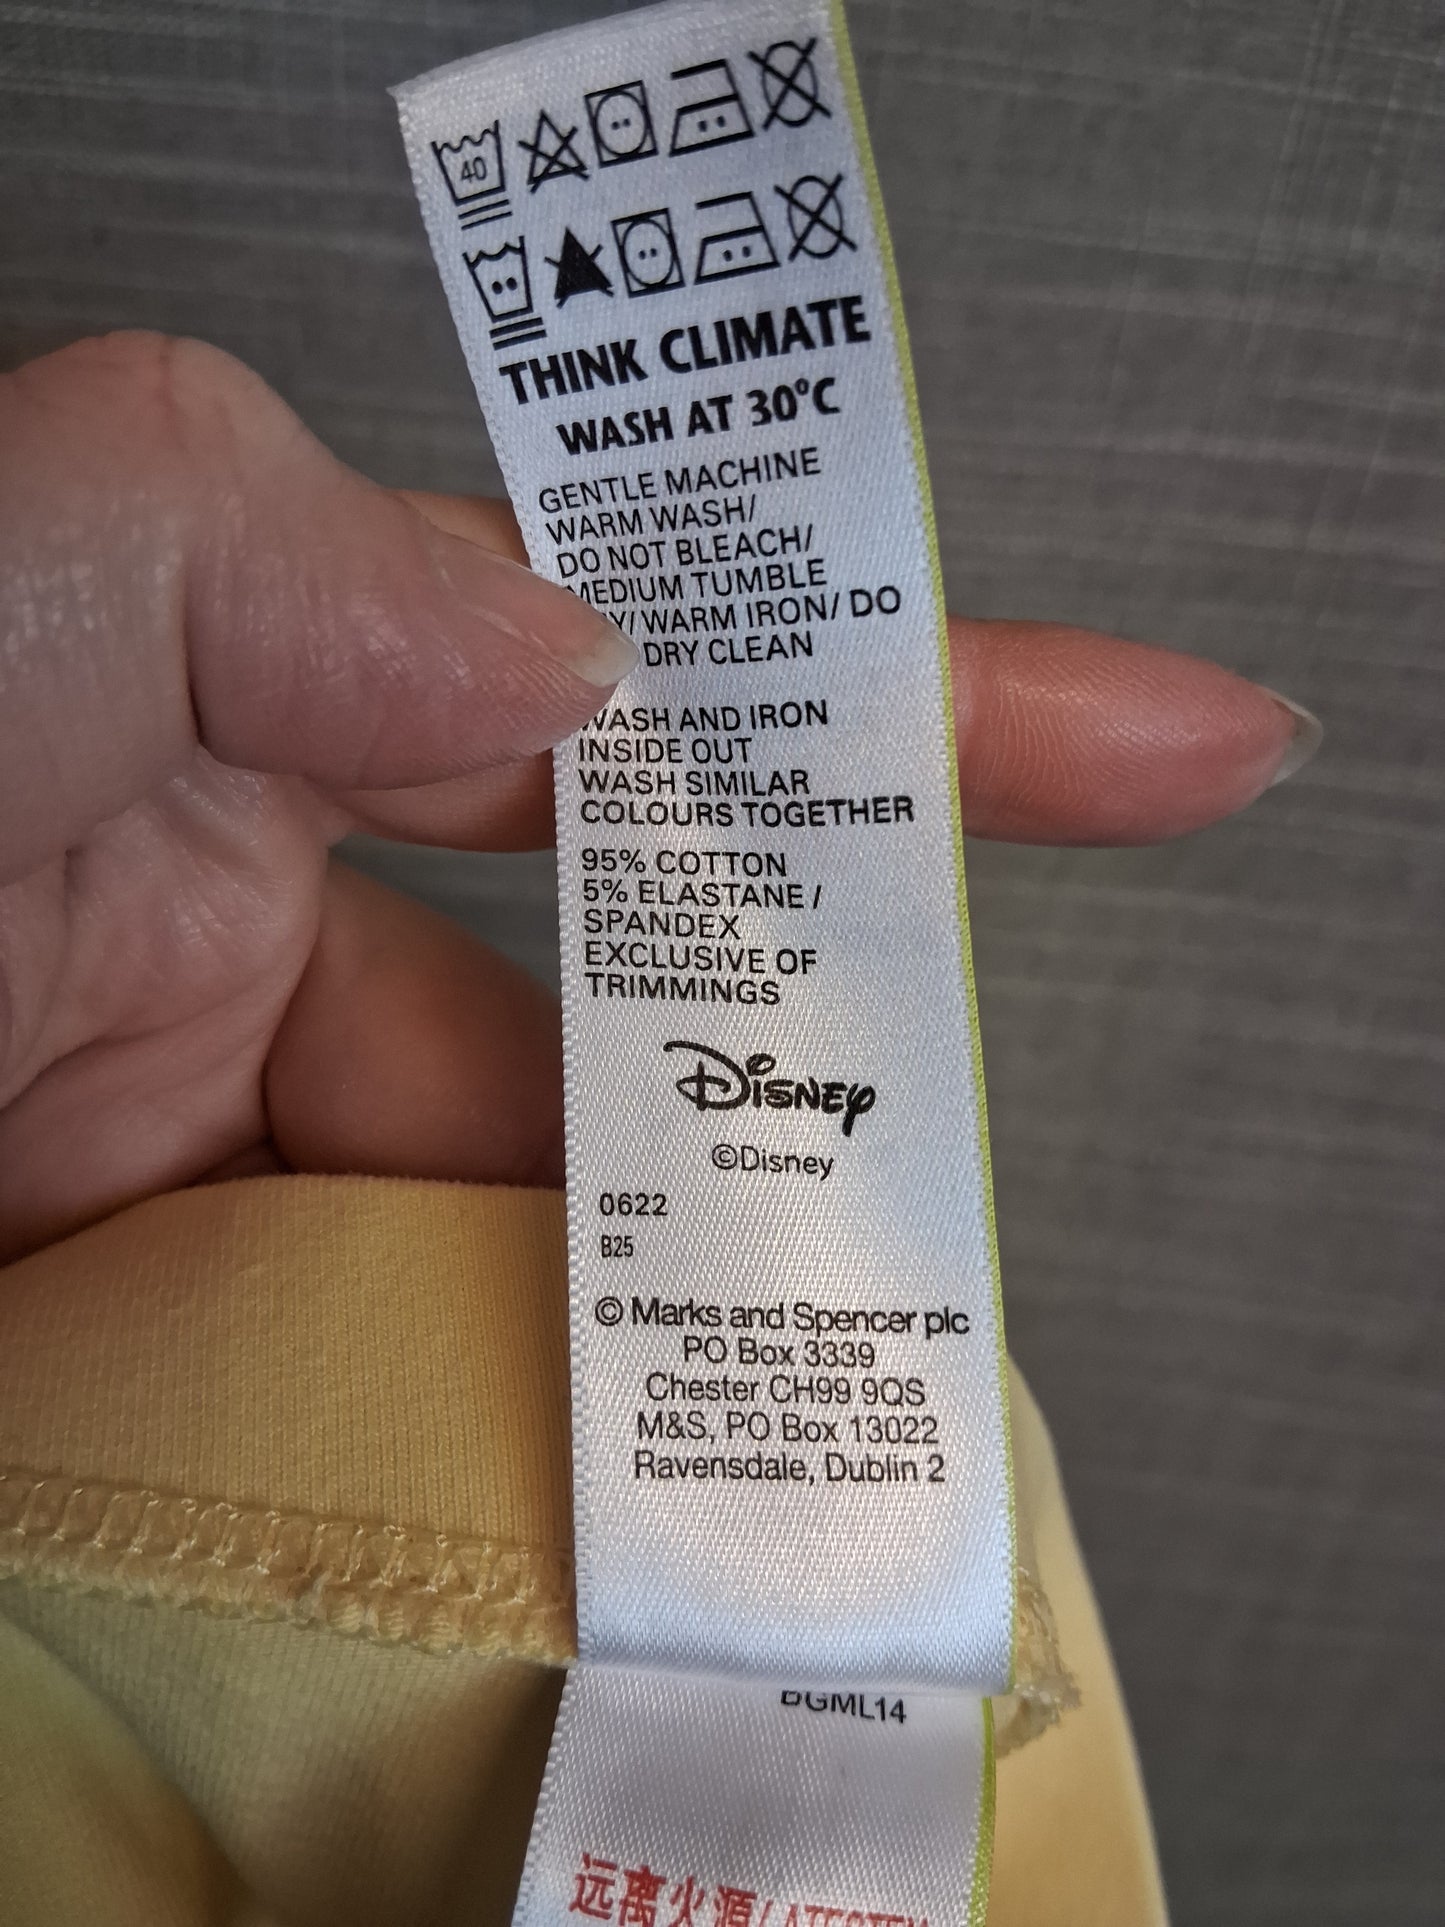 40
THINK CLIMATE
WASH AT 30°C
GENTLE MACHINE
WARM WASH/
DO NOT BLEACH/
MEDIUM TUMBLE
WARM IRON/ DO
DRY CLEAN
WASH AND IRON
INSIDE OUT
WASH SIMILAR
COLOURS TOGETHER
95% COTTON
5% ELASTANE /
SPANDEX
EXCLUSIVE OF
TRIMMINGS
Disney
©Disney
0622
B25
© Marks and Spencer plc
PO Box 3339
Chester CH99 9QS
M&S, PO Box 13022
Ravensdale, Dublin 2
BGML14
远离火源/